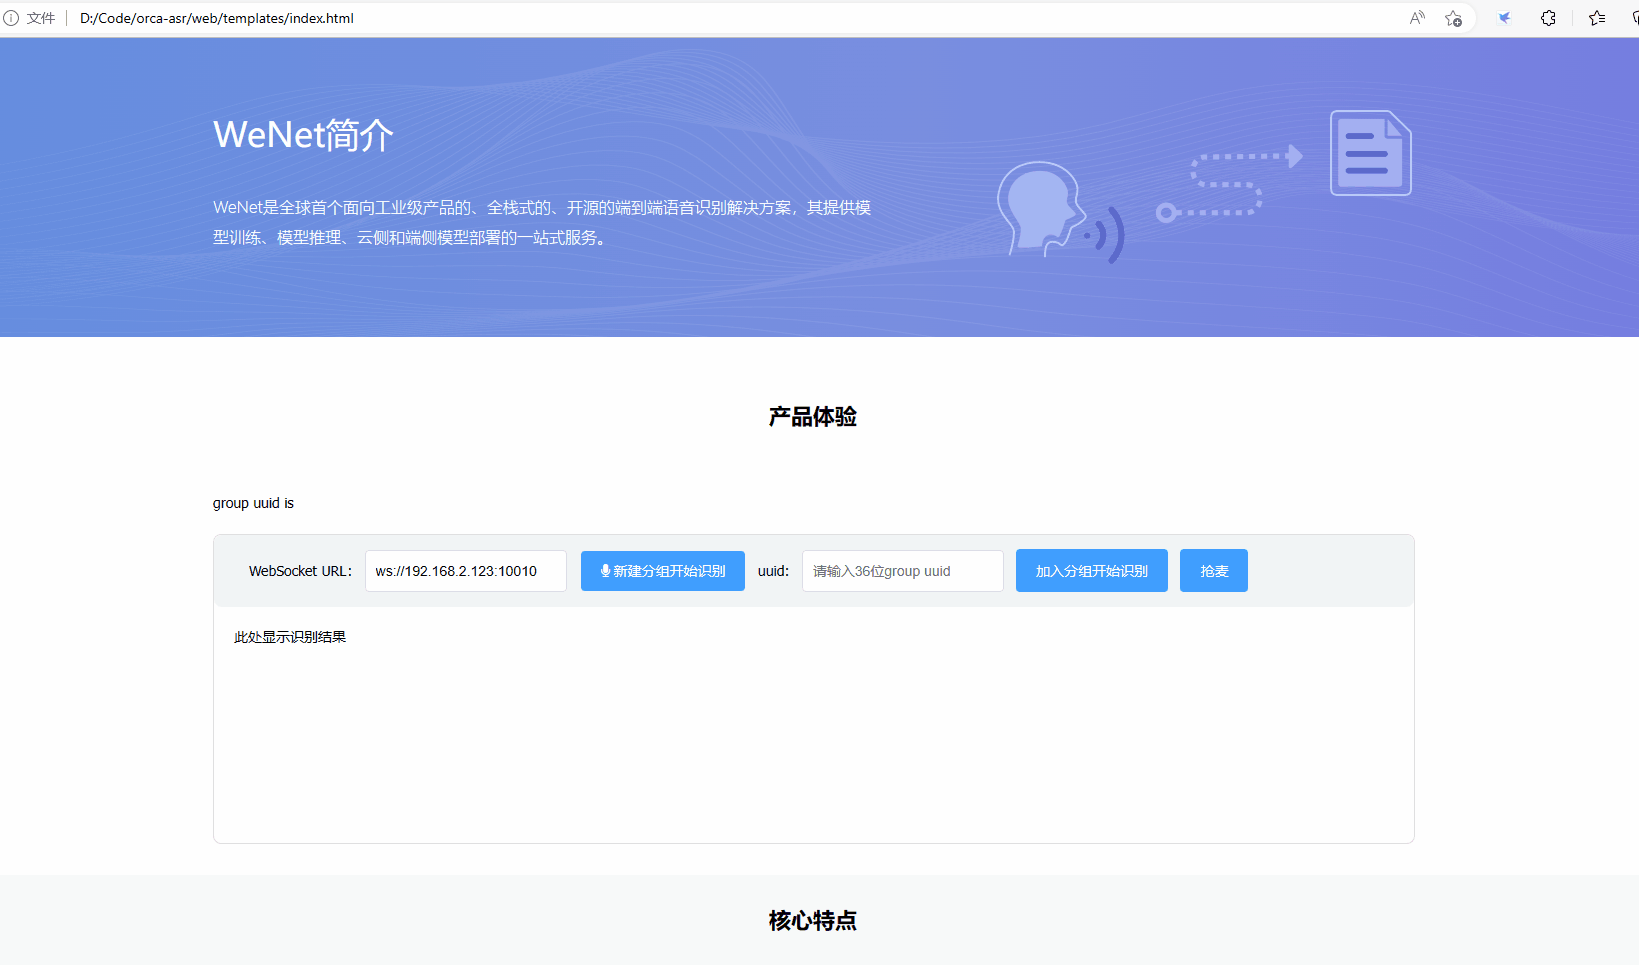 文件 D:/Code/orca-asr/web/templates/index.html
WeNet简介
WeNet是全球首个面向工业级产品的、全栈式的、开源的端到端语音识别解决方案，其提供模
型训练、模型推理、云侧和端侧模型部署的一站式服务。
产品体验
group uuid is
WebSocket URL: ws://192.168.2.123:10010 新建分组开始识别 uuid: 请输入36位group uuid 加入分组开始识别 抢麦
此处显示识别结果
核心特点